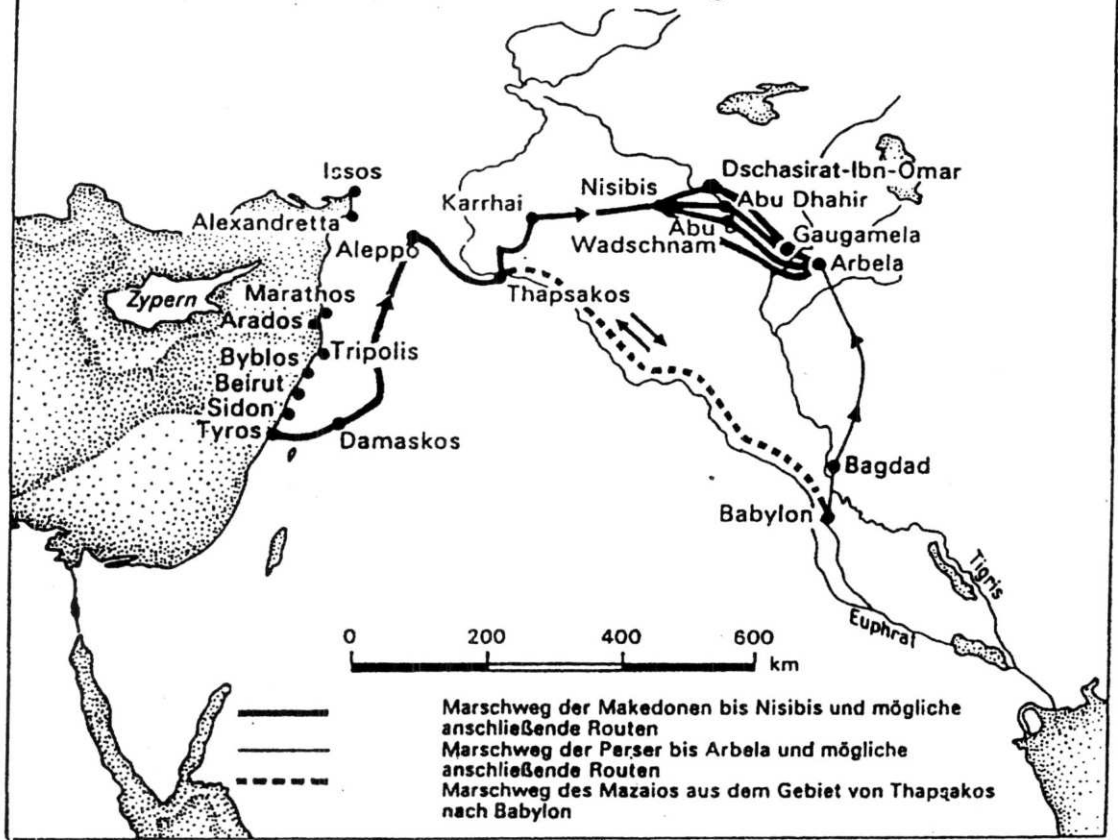 Issos
Alexandretta
Aleppo
Karrhai
Nisibis
Dschasirat-Ibn-Omar
Abu Dhahir
Abu
Wadschnam
Gaugamela
Arbela
Zypern
Marathos
Arados
Thapsakos
Tripolis
Byblos
Beirut
Sidon
Tyros
Damaskos
Bagdad
Babylon
Tigris
Euphrat
0 200 400 600
km
Marschweg der Makedonen bis Nisibis und mögliche
anschließende Routen
Marschweg der Perser bis Arbela und mögliche
anschließende Routen
Marschweg des Mazaios aus dem Gebiet von Thapsakos
nach Babylon